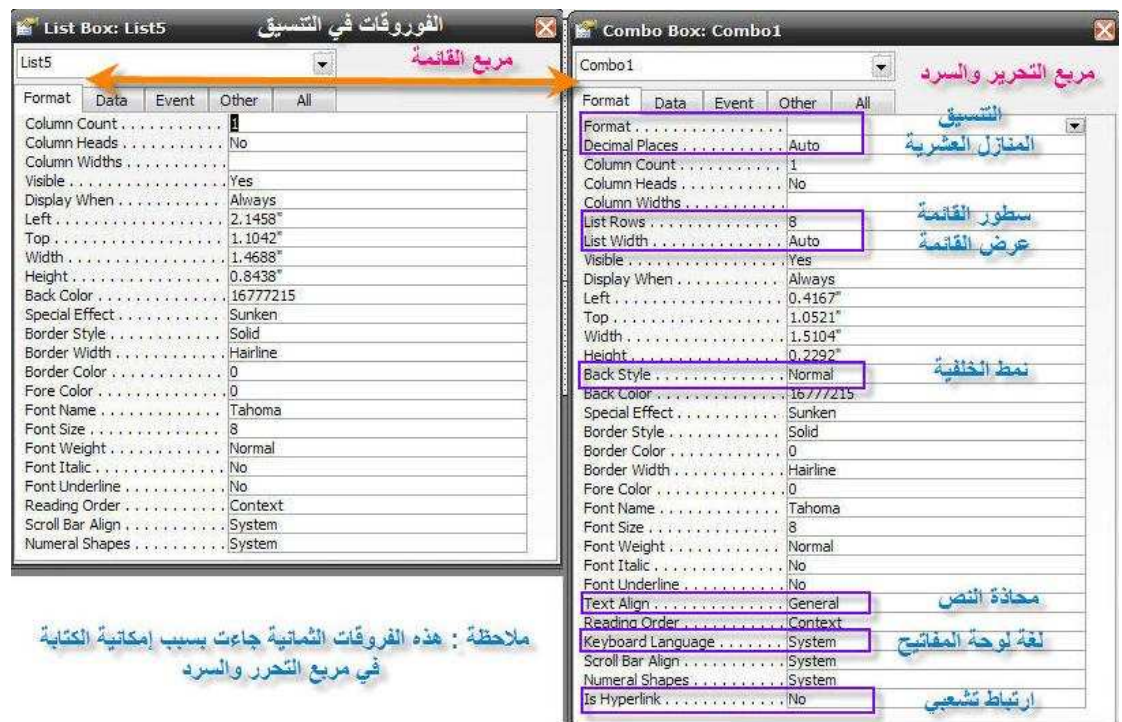 List Box: List5
الفوروقات في التنسيق
List5
مربع القائمة
Format Data Event Other All
Column Count . . . . . . . . . . . 1
Column Heads . . . . . . . . . . No
Column Widths . . . . . . . . . .
Visible . . . . . . . . . . . . . . . . . Yes
Display When . . . . . . . . . . . Always
Left . . . . . . . . . . . . . . . . . . . 2.1458"
Top . . . . . . . . . . . . . . . . . . . 1.1042"
Width . . . . . . . . . . . . . . . . . 1.4688"
Height . . . . . . . . . . . . . . . . 0.8438"
Back Color . . . . . . . . . . . . . 16777215
Special Effect . . . . . . . . . . . Sunken
Border Style . . . . . . . . . . . . Solid
Border Width . . . . . . . . . . . Hairline
Border Color . . . . . . . . . . . . 0
Fore Color . . . . . . . . . . . . . 0
Font Name . . . . . . . . . . . . . Tahoma
Font Size . . . . . . . . . . . . . . 8
Font Weight . . . . . . . . . . . . Normal
Font Italic . . . . . . . . . . . . . . No
Font Underline . . . . . . . . . . No
Reading Order . . . . . . . . . . Context
Scroll Bar Align . . . . . . . . . . System
Numeral Shapes . . . . . . . . . System
ملاحظة : هذه الفروقات الثمانية جاءت بسبب إمكانية الكتابة
في مربع التحرر والسرد
Combo Box: Combo1
Combo1
مربع التحرير والسرد
Format Data Event Other All
Format . . . . . . . . . . . . . . . . التنسيق
Decimal Places . . . . . . . . . . Auto المنازل العشرية
Column Count . . . . . . . . . . . 1
Column Heads . . . . . . . . . . No
Column Widths . . . . . . . . . .
List Rows . . . . . . . . . . . . . . 8 سطور القائمة
List Width . . . . . . . . . . . . . Auto عرض القائمة
Visible . . . . . . . . . . . . . . . . . Yes
Display When . . . . . . . . . . . Always
Left . . . . . . . . . . . . . . . . . . . 0.4167"
Top . . . . . . . . . . . . . . . . . . . 1.0521"
Width . . . . . . . . . . . . . . . . . 1.5104"
Height . . . . . . . . . . . . . . . . 0.2292"
Back Style . . . . . . . . . . . . . Normal نمط الخلفية
Back Color . . . . . . . . . . . . . 16777215
Special Effect . . . . . . . . . . . Sunken
Border Style . . . . . . . . . . . . Solid
Border Color . . . . . . . . . . . . 0
Border Width . . . . . . . . . . . Hairline
Fore Color . . . . . . . . . . . . . 0
Font Name . . . . . . . . . . . . . Tahoma
Font Size . . . . . . . . . . . . . . 8
Font Weight . . . . . . . . . . . . Normal
Font Italic . . . . . . . . . . . . . . No
Font Underline . . . . . . . . . . No
Text Align . . . . . . . . . . . . . . General محاذة النص
Reading Order . . . . . . . . . . Context
Keyboard Language . . . . . . . System لغة لوحة المفاتيح
Scroll Bar Align . . . . . . . . . . System
Numeral Shapes . . . . . . . . . System
Is Hyperlink . . . . . . . . . . . . No ارتباط تشعبي